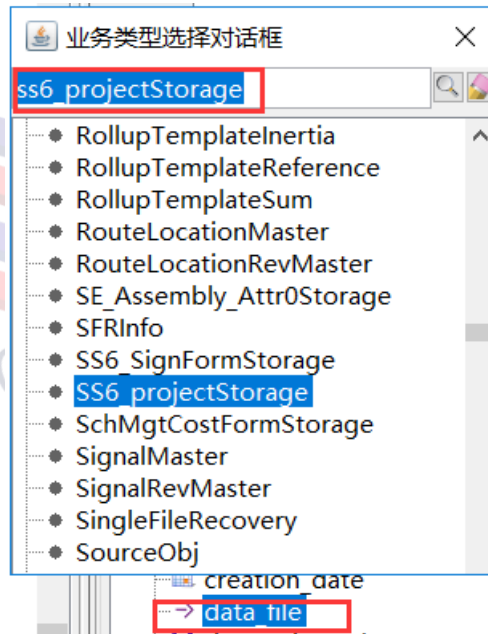 业务类型选择对话框
ss6_projectStorage
RollupTemplateInertia
RollupTemplateReference
RollupTemplateSum
RouteLocationMaster
RouteLocationRevMaster
SE_Assembly_Attr0Storage
SFRInfo
SS6_SignFormStorage
SS6_projectStorage
SchMgtCostFormStorage
SignalMaster
SignalRevMaster
SingleFileRecovery
SourceObj
creation_date
data_file